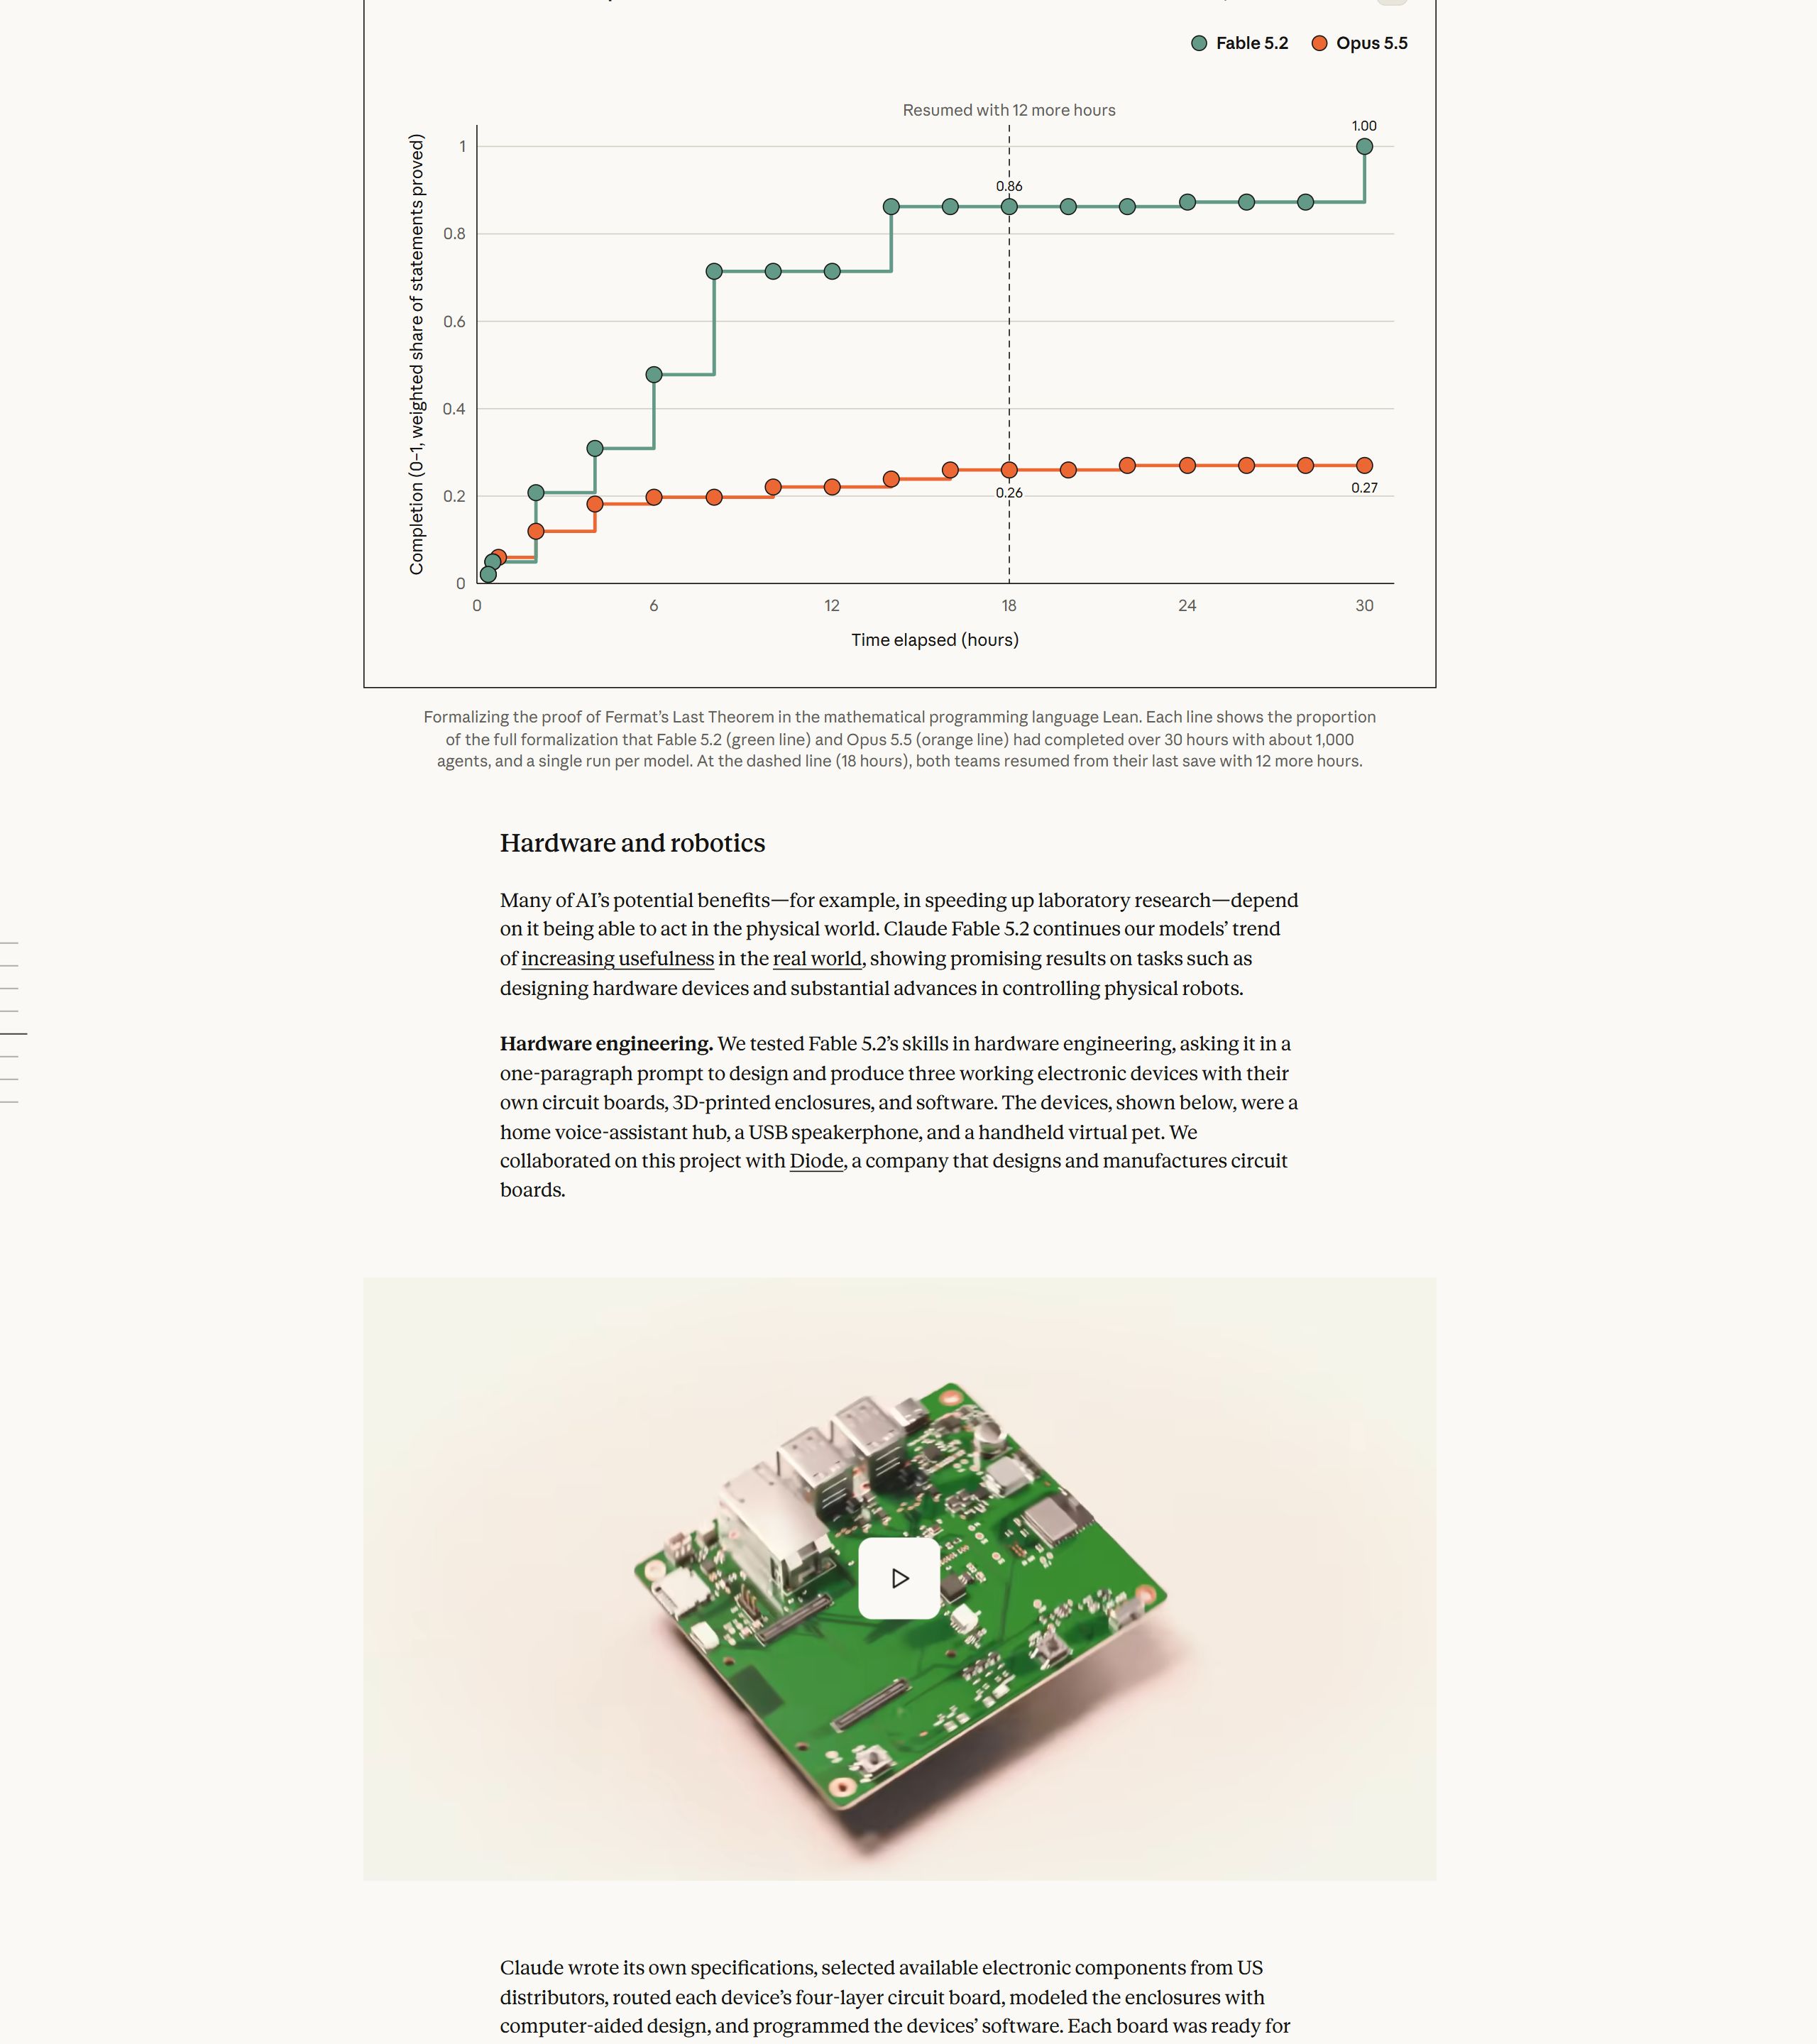 Fable 5.2 Opus 5.5
Resumed with 12 more hours
Completion (0–1, weighted share of statements proved)
1.00
1
0.86
0.8
0.6
0.4
0.2
0.26
0.27
0
0 6 12 18 24 30
Time elapsed (hours)
Formalizing the proof of Fermat’s Last Theorem in the mathematical programming language Lean. Each line shows the proportion
of the full formalization that Fable 5.2 (green line) and Opus 5.5 (orange line) had completed over 30 hours with about 1,000
agents, and a single run per model. At the dashed line (18 hours), both teams resumed from their last save with 12 more hours.
Hardware and robotics
Many of AI’s potential benefits—for example, in speeding up laboratory research—depend
on it being able to act in the physical world. Claude Fable 5.2 continues our models’ trend
of increasing usefulness in the real world, showing promising results on tasks such as
designing hardware devices and substantial advances in controlling physical robots.
Hardware engineering. We tested Fable 5.2’s skills in hardware engineering, asking it in a
one-paragraph prompt to design and produce three working electronic devices with their
own circuit boards, 3D-printed enclosures, and software. The devices, shown below, were a
home voice-assistant hub, a USB speakerphone, and a handheld virtual pet. We
collaborated on this project with Diode, a company that designs and manufactures circuit
boards.
Claude wrote its own specifications, selected available electronic components from US
distributors, routed each device’s four-layer circuit board, modeled the enclosures with
computer-aided design, and programmed the devices’ software. Each board was ready for